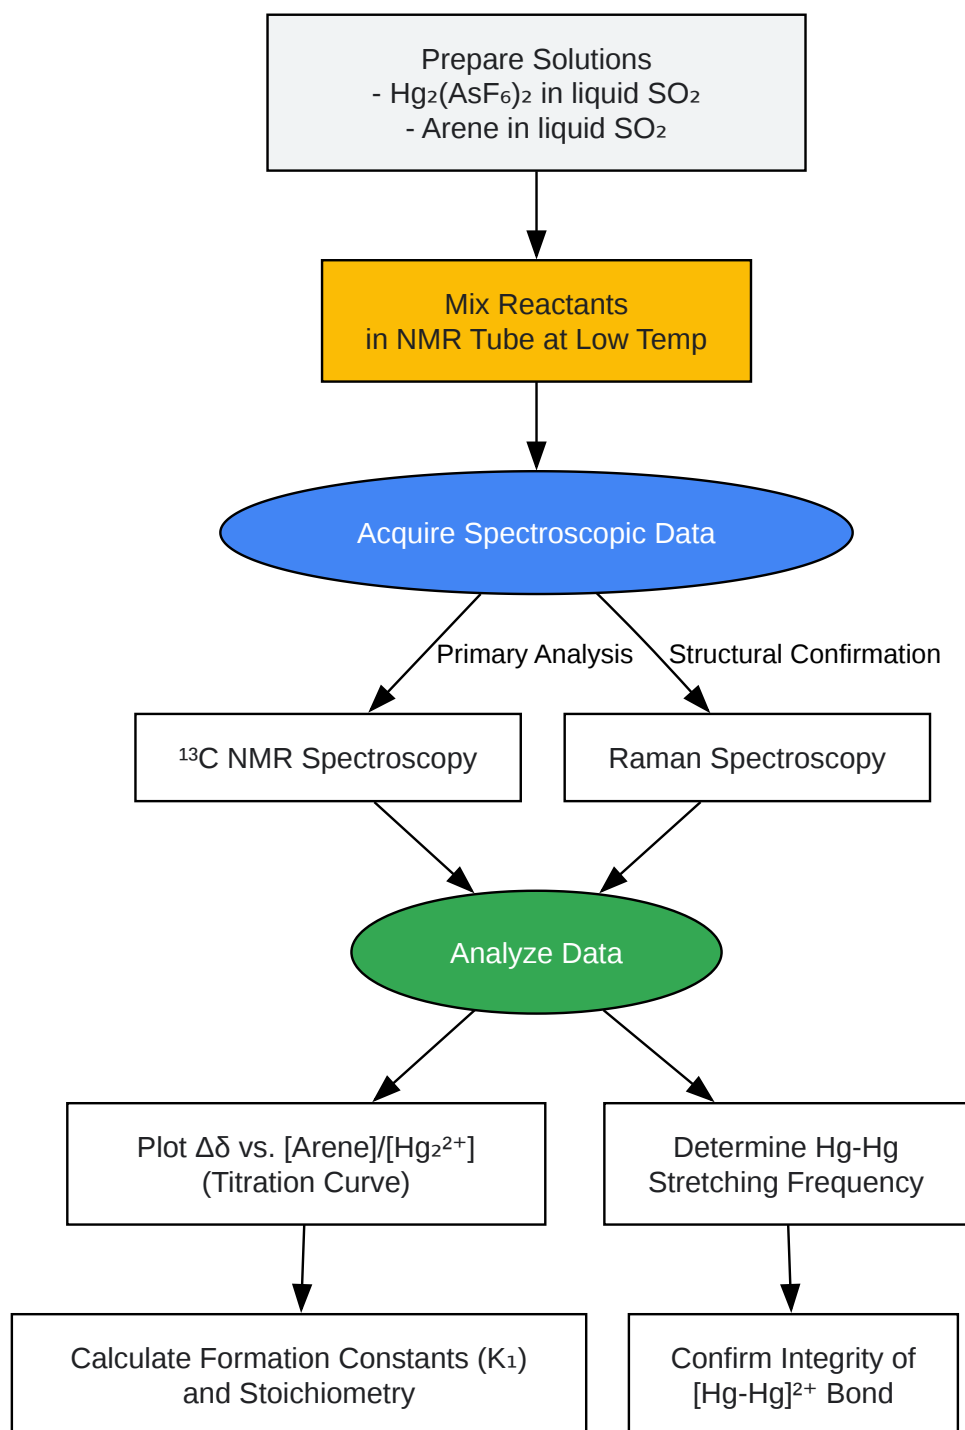 Prepare Solutions
- Hg₂(AsF₆)₂ in liquid SO₂
- Arene in liquid SO₂
Mix Reactants
in NMR Tube at Low Temp
Acquire Spectroscopic Data
Primary Analysis
Structural Confirmation
¹³C NMR Spectroscopy
Raman Spectroscopy
Analyze Data
Plot Δδ vs. [Arene]/[Hg₂²⁺]
(Titration Curve)
Determine Hg-Hg
Stretching Frequency
Calculate Formation Constants (K₁)
and Stoichiometry
Confirm Integrity of
[Hg-Hg]²⁺ Bond